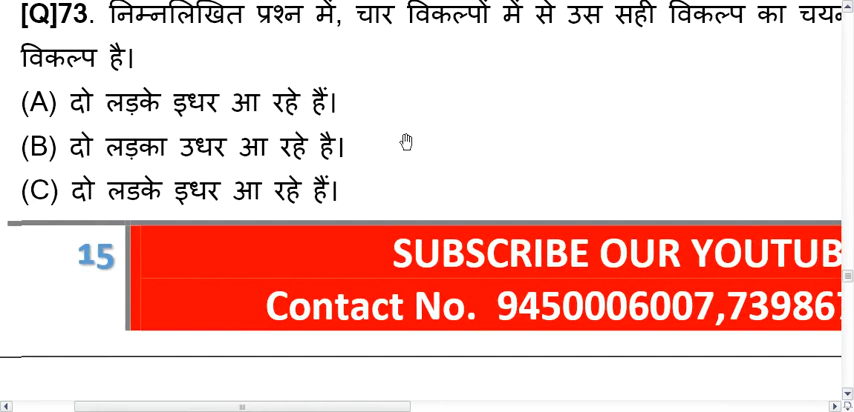 [Q]73. निम्नलिखित प्रश्न में, चार विकल्पों में से उस सही विकल्प का
विकल्प है।
(A) दो लड़के इधर आ रहे हैं।
(B) दो लड़का उधर आ रहे है।
(C) दो लडके इधर आ रहे हैं।
15
SUBSCRIBE OUR
Contact No. 9450006007,